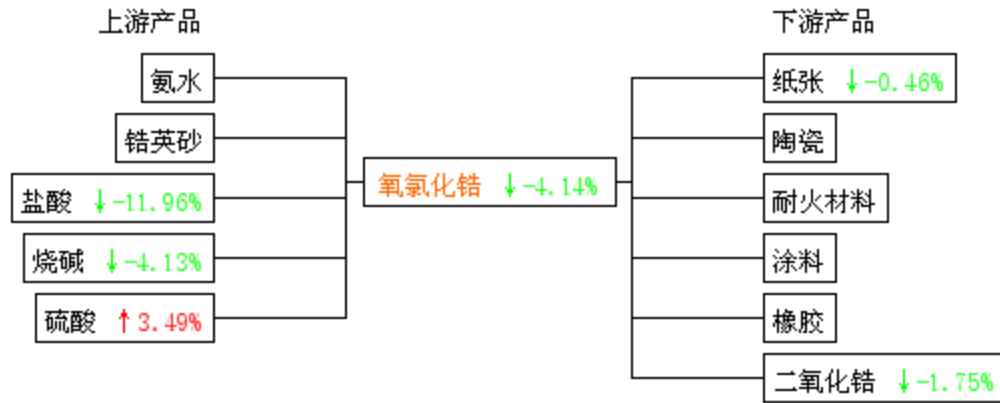 上游产品
氨水
锆英砂
盐酸 ↓-11.96%
烧碱 ↓-4.13%
硫酸 ↑3.49%
氧氯化锆 ↓-4.14%
下游产品
纸张 ↓-0.46%
陶瓷
耐火材料
涂料
橡胶
二氧化锆 ↓-1.75%